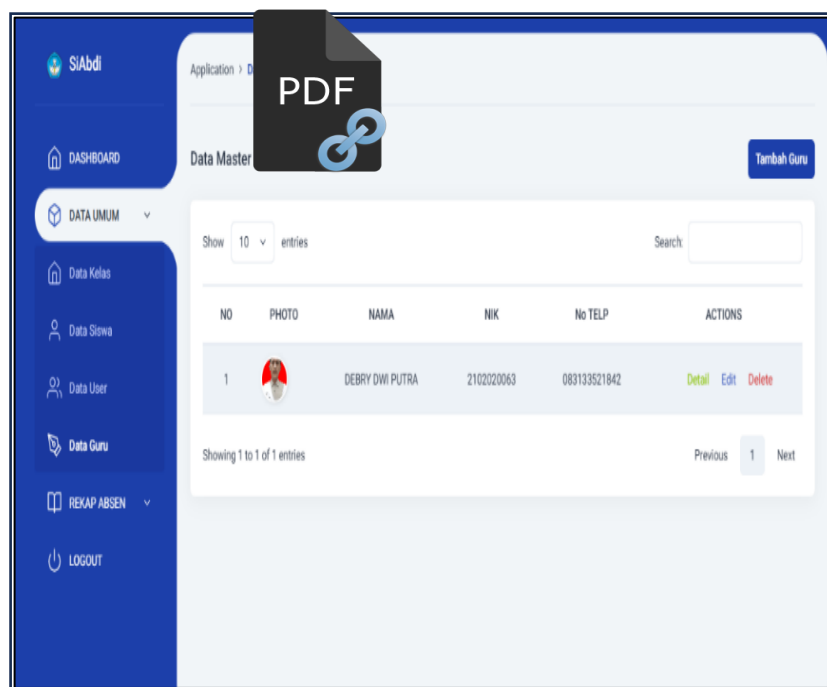 SiAbdi
Application > D
PDF
DASHBOARD
Data Master
Tambah Guru
DATA UMUM
Show 10 entries
Search:
Data Kelas
NO PHOTO NAMA NIK No TELP ACTIONS
Data Siswa
1 DEBRY DWI PUTRA 2102020063 083133521842 Detail Edit Delete
Data User
Data Guru
Showing 1 to 1 of 1 entries
Previous 1 Next
REKAP ABSEN
LOGOUT